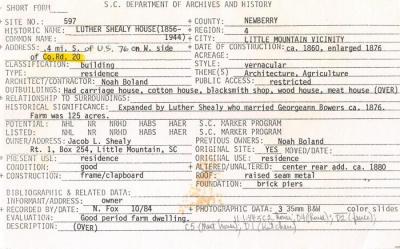 SHORT FORM S.C. DEPARTMENT OF ARCHIVES AND HISTORY
SITE NO.: 597
HISTORIC NAME: LUTHER SHEALY HOUSE(1856-
COMMON NAME: 1944)
ADDRESS: .4 mi. S. of U.S. 76 on W. side
of Co.Rd. 20
CLASSIFICATION: building
TYPE: residence
ARCHITECT/CONTRACTOR: Noah Boland
COUNTY: NEWBERRY
REGION: 4
CITY: LITTLE MOUNTAIN VICINITY
DATE OF CONSTRUCTION: ca. 1860, enlarged 1876
ACREAGE:
STYLE: vernacular
THEME(S): Architecture, Agriculture
PUBLIC ACCESS: restricted
OUTBUILDINGS: Had carriage house, cotton house, blacksmith shop, wood house, meat house (OVER)
RELATIONSHIP TO SURROUNDINGS:
HISTORICAL SIGNIFICANCE: Expanded by Luther Shealy who married Georgeann Bowers ca. 1876.
Farm was 125 acres.
POTENTIAL: NHL NR NRHD HABS HAER S.C. MARKER PROGRAM
LISTED: NHL NR NRHD HABS HAER S.C. MARKER PROGRAM
OWNER/ADDRESS: Jacob L. Shealy
Rt. 1, Box 254, Little Mountain, SC
PRESENT USE: residence
CONDITION: good
CONSTRUCTION: frame/clapboard
PREVIOUS OWNERS: Noah Boland
ORIGINAL SITE: YES MOVED/DATE:
ORIGINAL USE: residence
ALTERED/UNALTERED: center rear add. ca. 1880
ROOF: raised seam metal
FOUNDATION: brick piers
BIBLIOGRAPHIC & RELATED DATA:
INFORMANT/ADDRESS: owner
RECORDED BY/DATE: N. Fox 10/84
PHOTOGRAPHIC DATA: 3 35mm B&W color slides
EVALUATION: Good period farm dwelling.
DESCRIPTION: (OVER)